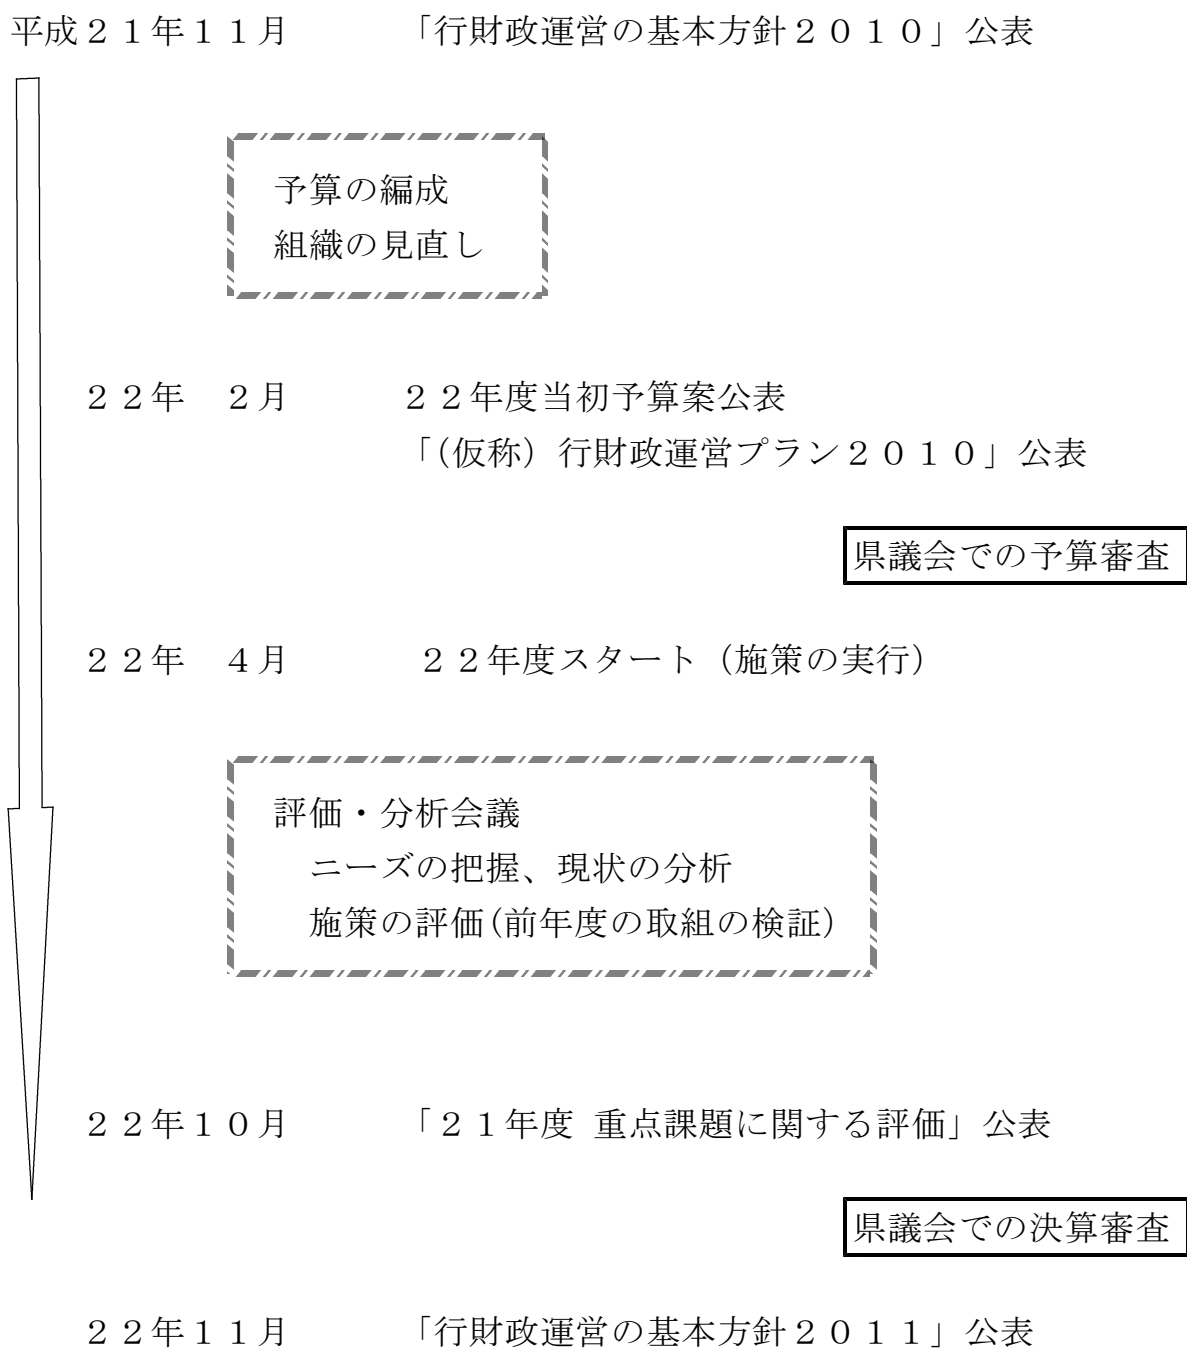 平成２１年１１月　「行財政運営の基本方針２０１０」公表
予算の編成
組織の見直し
２２年　２月　２２年度当初予算案公表
「(仮称）行財政運営プラン２０１０」公表
県議会での予算審査
２２年　４月　２２年度スタート（施策の実行）
評価・分析会議
ニーズの把握、現状の分析
施策の評価(前年度の取組の検証)
２２年１０月　「２１年度 重点課題に関する評価」公表
県議会での決算審査
２２年１１月　「行財政運営の基本方針２０１１」公表